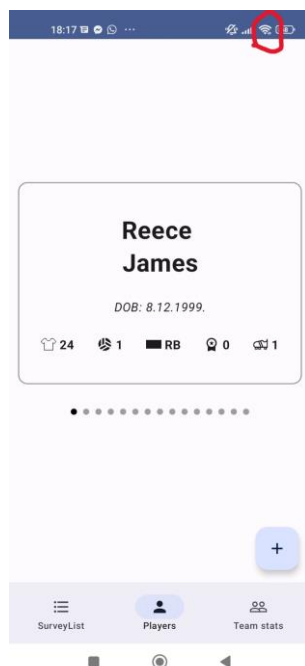 18:17
Reece
James
DOB: 8.12.1999.
24 1 RB 0 1
+
SurveyList Players Team stats